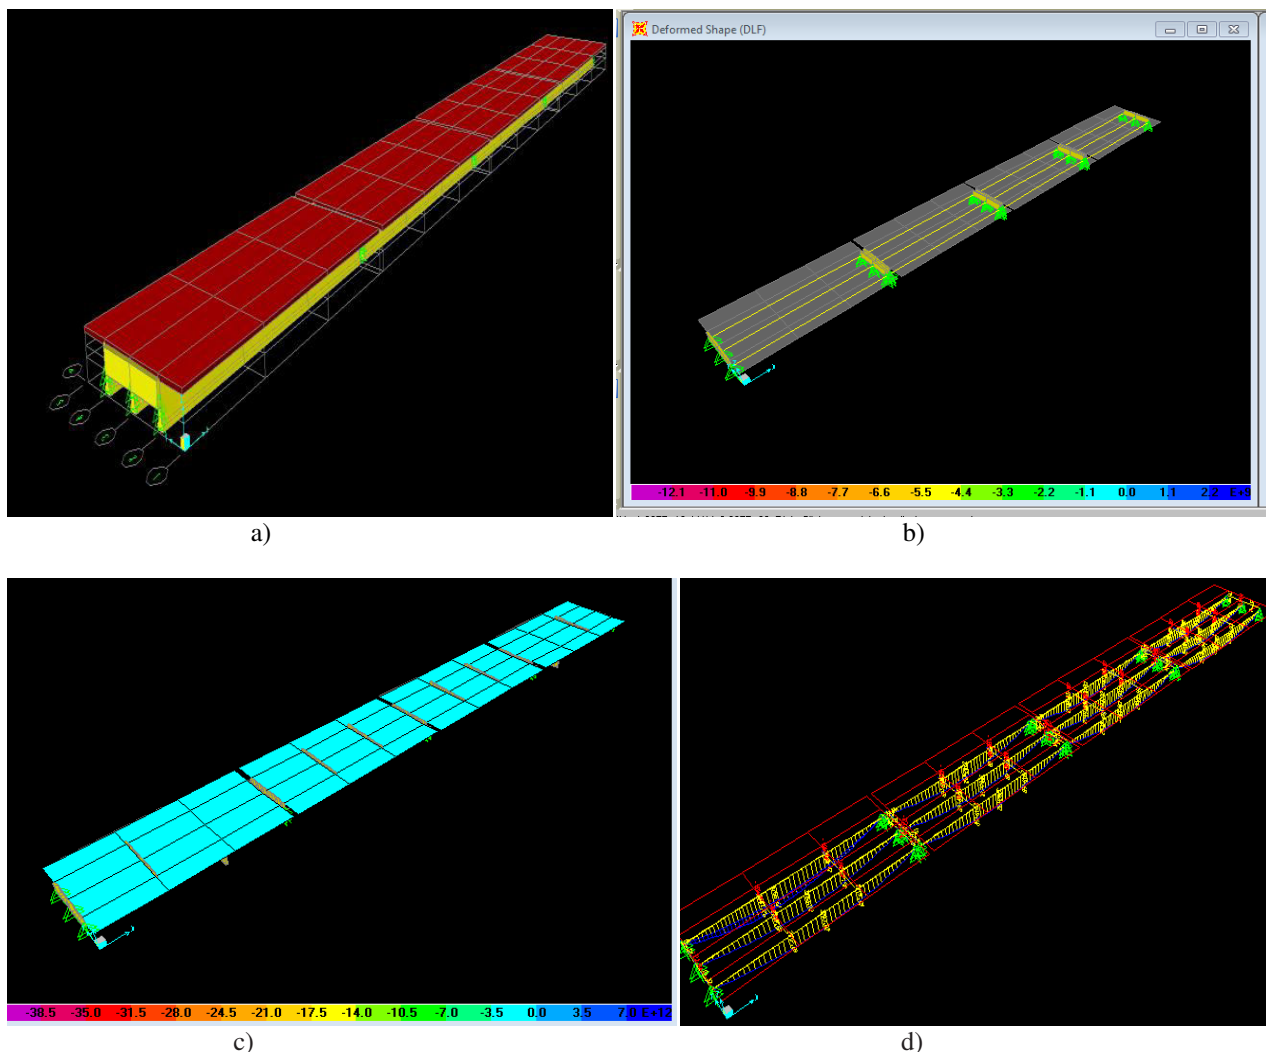 Deformed Shape (DLF)
-12.1 -11.0 -9.9 -8.8 -7.7 -6.6 -5.5 -4.4 -3.3 -2.2 -1.1 0.0 1.1 2.2
a)
b)
-38.5 -35.0 -31.5 -28.0 -24.5 -21.0 -17.5 -14.0 -10.5 -7.0 -3.5 0.0 3.5 7.0 E+12
c)
d)